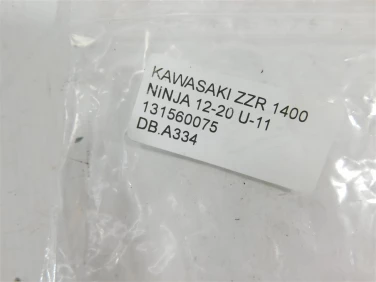 KAWASAKI ZZR 1400
NiNJA 12-20 U-11
131560075
DB.A334